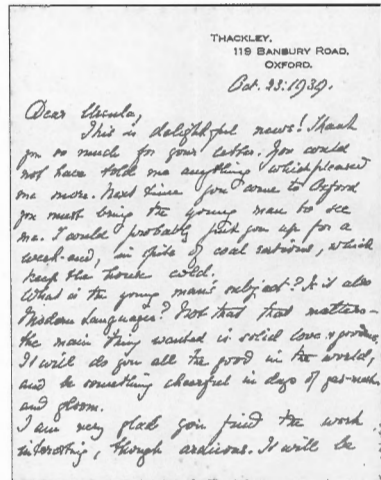 THACKLEY,
119 BANBURY ROAD,
OXFORD.
Oct. 23: 1939.
Dear Ursula,
This is delightful news! Thank
you so much for your letter. You could
not have told me anything which pleased
me more. Next time you come to Oxford
you must bring the young man to see
me. I could probably put you up for a
week-end, in spite of coal rations, which
keep the house cold.
What is the young man's subject? Is it also
Modern Languages? Not that that matters –
the main thing wanted is solid love &
It will do you all the good in the world,
and be something cheerful in days of gas-masks
and gloom.
I am very glad you find the work
interesting, though arduous. It will be